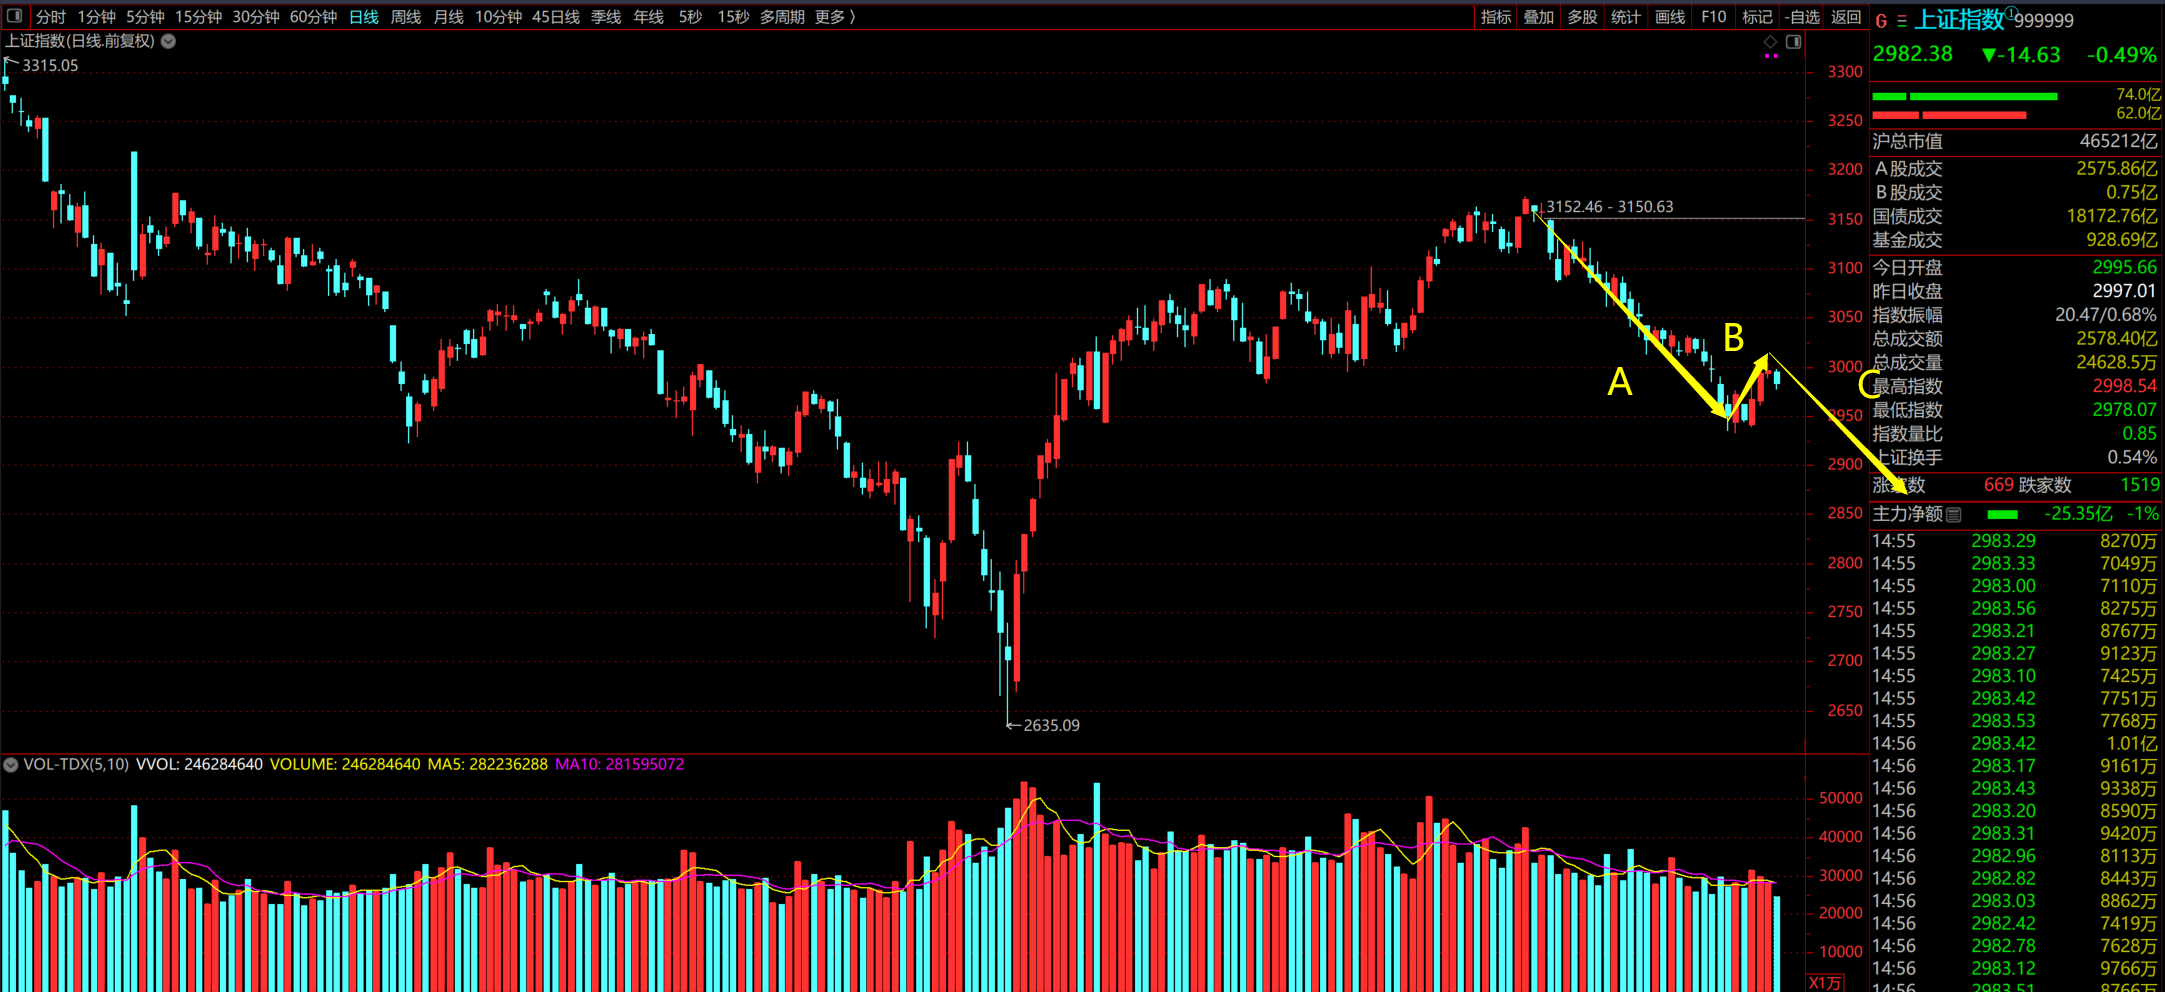 分时 1分钟 5分钟 15分钟 30分钟 60分钟 日线 周线 月线 10分钟 45日线 季线 年线 5秒 15秒 多周期 更多 〉 指标 叠加 多股 统计 画线 F10 标记 -自选 返回
上证指数(日线.前复权)
3315.05
3152.46 - 3150.63
2635.09
A
B
C
3300
3250
3200
3150
3100
3050
3000
2950
2900
2850
2800
2750
2700
2650
VOL-TDX(5,10) VVOL: 246284640 VOLUME: 246284640 MA5: 282236288 MA10: 281595072
50000
40000
30000
20000
10000
X1万
G 上证指数① 999999
2982.38 ▼-14.63 -0.49%
74.0亿
62.0亿
沪总市值 465212亿
A股成交 2575.86亿
B股成交 0.75亿
国债成交 18172.76亿
基金成交 928.69亿
今日开盘 2995.66
昨日收盘 2997.01
指数振幅 20.47/0.68%
总成交额 2578.40亿
总成交量 24628.5万
最高指数 2998.54
最低指数 2978.07
指数量比 0.85
上证换手 0.54%
涨家数 669 跌家数 1519
主力净额 -25.35亿 -1%
14:55 2983.29 8270万
14:55 2983.33 7049万
14:55 2983.00 7110万
14:55 2983.56 8275万
14:55 2983.21 8767万
14:55 2983.27 9123万
14:55 2983.10 7425万
14:55 2983.42 7751万
14:55 2983.53 7768万
14:56 2983.42 1.01亿
14:56 2983.17 9161万
14:56 2983.43 9338万
14:56 2983.20 8590万
14:56 2983.31 9420万
14:56 2982.96 8113万
14:56 2982.82 8443万
14:56 2983.03 8862万
14:56 2982.42 7419万
14:56 2982.78 7628万
14:56 2983.12 9766万
14:56 2983.51 8766万